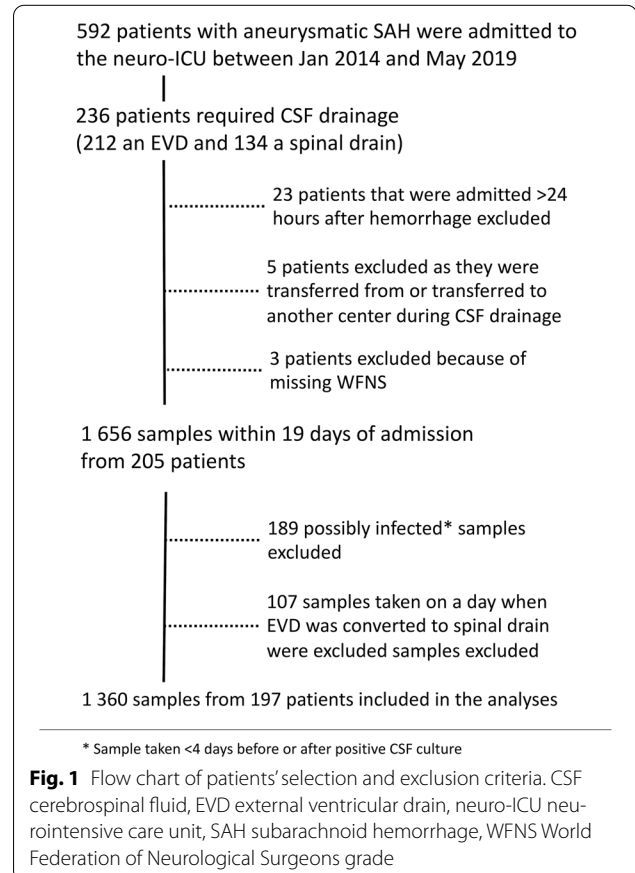 592 patients with aneurysmatic SAH were admitted to
the neuro-ICU between Jan 2014 and May 2019
236 patients required CSF drainage
(212 an EVD and 134 a spinal drain)
23 patients that were admitted >24
hours after hemorrhage excluded
5 patients excluded as they were
transferred from or transferred to
another center during CSF drainage
3 patients excluded because of
missing WFNS
1 656 samples within 19 days of admission
from 205 patients
189 possibly infected* samples
excluded
107 samples taken on a day when
EVD was converted to spinal drain
were excluded samples excluded
1 360 samples from 197 patients included in the analyses
* Sample taken <4 days before or after positive CSF culture
Fig. 1 Flow chart of patients’ selection and exclusion criteria. CSF
cerebrospinal fluid, EVD external ventricular drain, neuro-ICU neu-
rointensive care unit, SAH subarachnoid hemorrhage, WFNS World
Federation of Neurological Surgeons grade